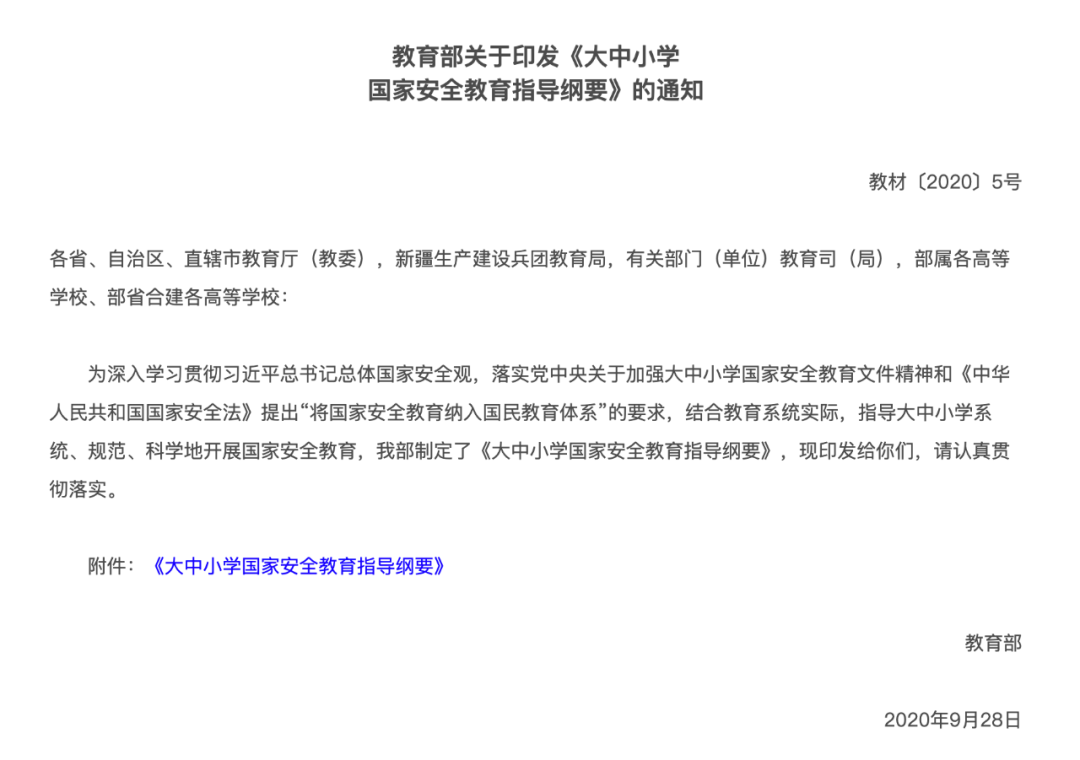 教育部关于印发《大中小学
国家安全教育指导纲要》的通知
教材〔2020〕5号
各省、自治区、直辖市教育厅（教委），新疆生产建设兵团教育局，有关部门（单位）教育司（局），部属各高等
学校、部省合建各高等学校：
为深入学习贯彻习近平总书记总体国家安全观，落实党中央关于加强大中小学国家安全教育文件精神和《中华
人民共和国国家安全法》提出“将国家安全教育纳入国民教育体系”的要求，结合教育系统实际，指导大中小学系
统、规范、科学地开展国家安全教育，我部制定了《大中小学国家安全教育指导纲要》，现印发给你们，请认真贯
彻落实。
附件：《大中小学国家安全教育指导纲要》
教育部
2020年9月28日